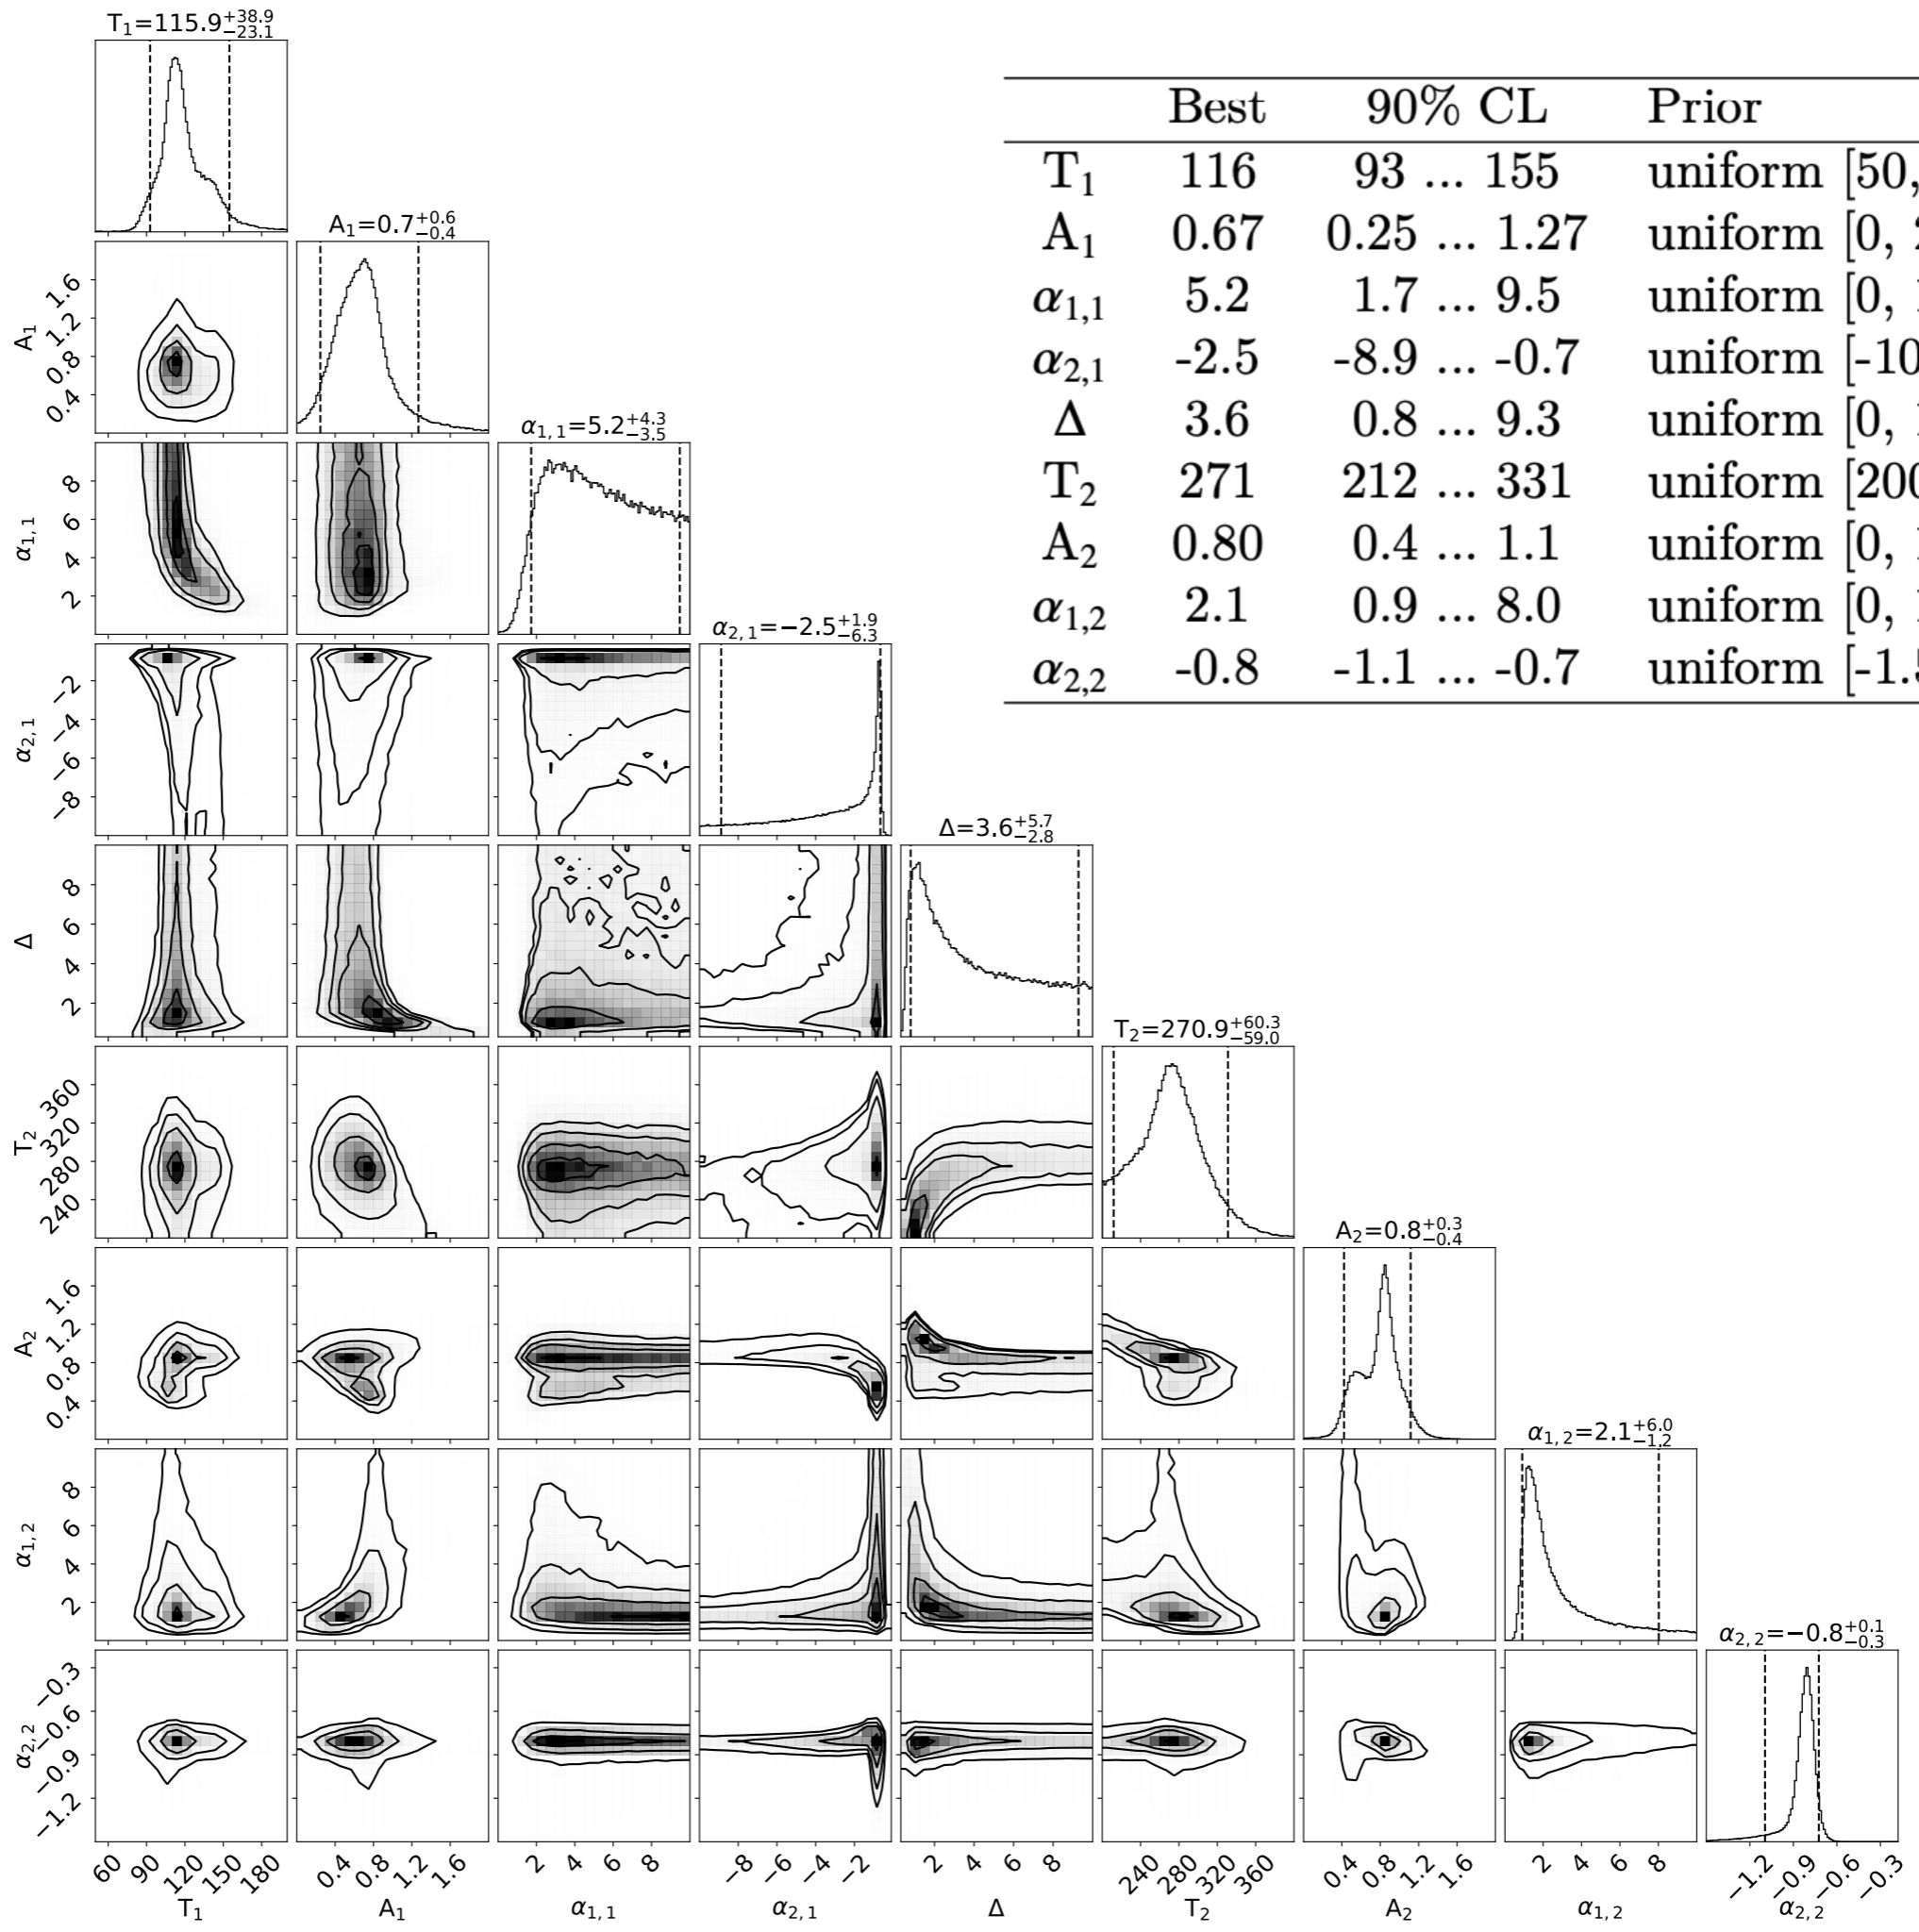 T₁=115.9+38.9−23.1
Best 90% CL Prior
T₁ 116 93 ... 155 uniform [50,
A₁ 0.67 0.25 ... 1.27 uniform [0, 2
α₁,₁ 5.2 1.7 ... 9.5 uniform [0, 1
α₂,₁ -2.5 -8.9 ... -0.7 uniform [-10
Δ 3.6 0.8 ... 9.3 uniform [0, 1
T₂ 271 212 ... 331 uniform [200
A₂ 0.80 0.4 ... 1.1 uniform [0, 1
α₁,₂ 2.1 0.9 ... 8.0 uniform [0, 1
α₂,₂ -0.8 -1.1 ... -0.7 uniform [-1.5
A₁=0.7+0.6−0.4
A₁
1.6
1.2
0.8
0.4
α₁,₁=5.2+4.3−3.5
α₁,₁
8
6
4
2
α₂,₁=−2.5+1.9−6.3
α₂,₁
−2
−4
−6
−8
Δ=3.6+5.7−2.8
Δ
8
6
4
2
T₂=270.9+60.3−59.0
T₂
360
320
280
240
A₂=0.8+0.3−0.4
A₂
1.6
1.2
0.8
0.4
α₁,₂=2.1+6.0−1.2
α₁,₂
8
6
4
2
α₂,₂=−0.8+0.1−0.3
α₂,₂
−0.3
−0.6
−0.9
−1.2
60 90 120 150 180 0.4 0.8 1.2 1.6 2 4 6 8 −8 −6 −4 −2 2 4 6 8 240 280 320 360 0.4 0.8 1.2 1.6 2 4 6 8 −1.2 −0.9 −0.6 −0.3
T₁ A₁ α₁,₁ α₂,₁ Δ T₂ A₂ α₁,₂ α₂,₂